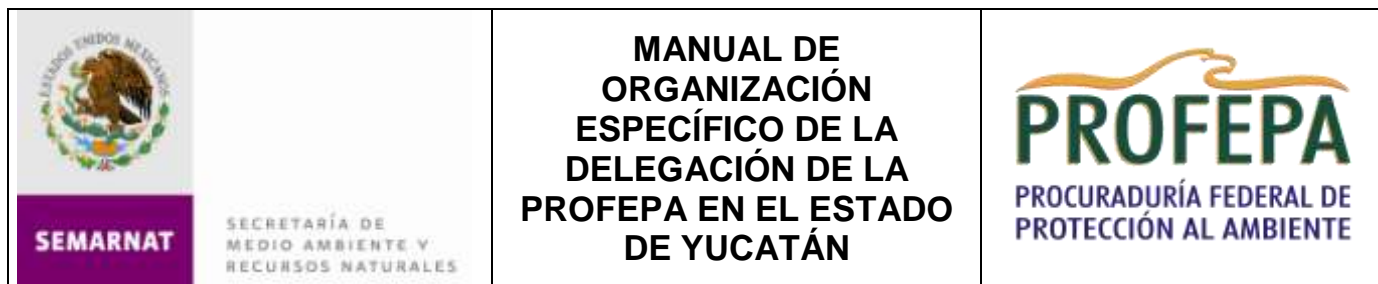 ESTADOS UNIDOS MEXICANOS
SEMARNAT
SECRETARÍA DE
MEDIO AMBIENTE Y
RECURSOS NATURALES
MANUAL DE
ORGANIZACIÓN
ESPECÍFICO DE LA
DELEGACIÓN DE LA
PROFEPA EN EL ESTADO
DE YUCATÁN
PROFEPA
PROCURADURÍA FEDERAL DE
PROTECCIÓN AL AMBIENTE